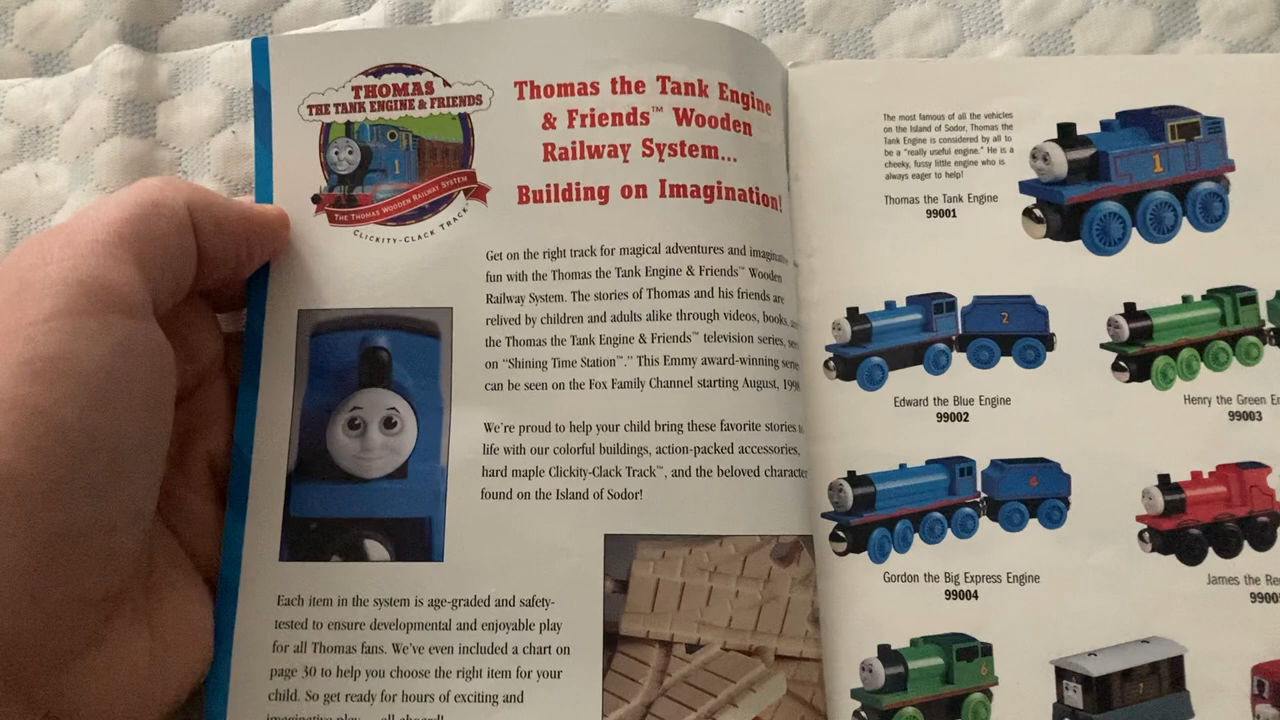 THOMAS
THE TANK ENGINE & FRIENDS
1
THE THOMAS WOODEN RAILWAY SYSTEM
CLICKITY-CLACK TRACK
Thomas the Tank Engine
& Friends™ Wooden
Railway System...
Building on Imagination!
Get on the right track for magical adventures and
fun with the Thomas the Tank Engine & Friends™ Wooden
Railway System. The stories of Thomas and his friends are
relived by children and adults alike through videos, books,
the Thomas the Tank Engine & Friends™ television series,
on “Shining Time Station™.” This Emmy award-winning
can be seen on the Fox Family Channel starting August,
We’re proud to help your child bring these favorite stories
life with our colorful buildings, action-packed accessories,
hard maple Clickity-Clack Track™, and the beloved
found on the Island of Sodor!
Each item in the system is age-graded and safety-
tested to ensure developmental and enjoyable play
for all Thomas fans. We’ve even included a chart on
page 30 to help you choose the right item for your
child. So get ready for hours of exciting and
The most famous of all the vehicles
on the Island of Sodor, Thomas the
Tank Engine is considered by all to
be a “really useful engine.” He is a
cheeky, fussy little engine who is
always eager to help!
Thomas the Tank Engine
99001
1
2
Edward the Blue Engine
99002
Henry the Green
99003
Gordon the Big Express Engine
99004
James the
6